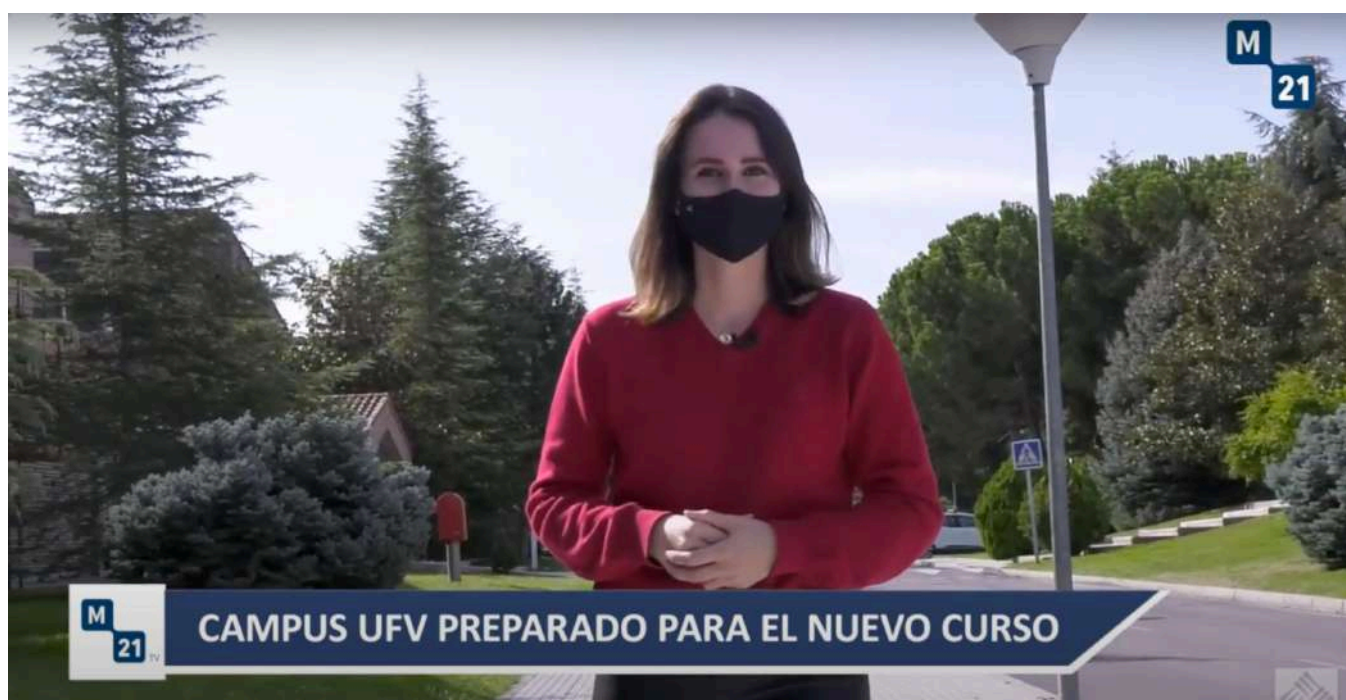 M
21
M
21
TV
CAMPUS UFV PREPARADO PARA EL NUEVO CURSO